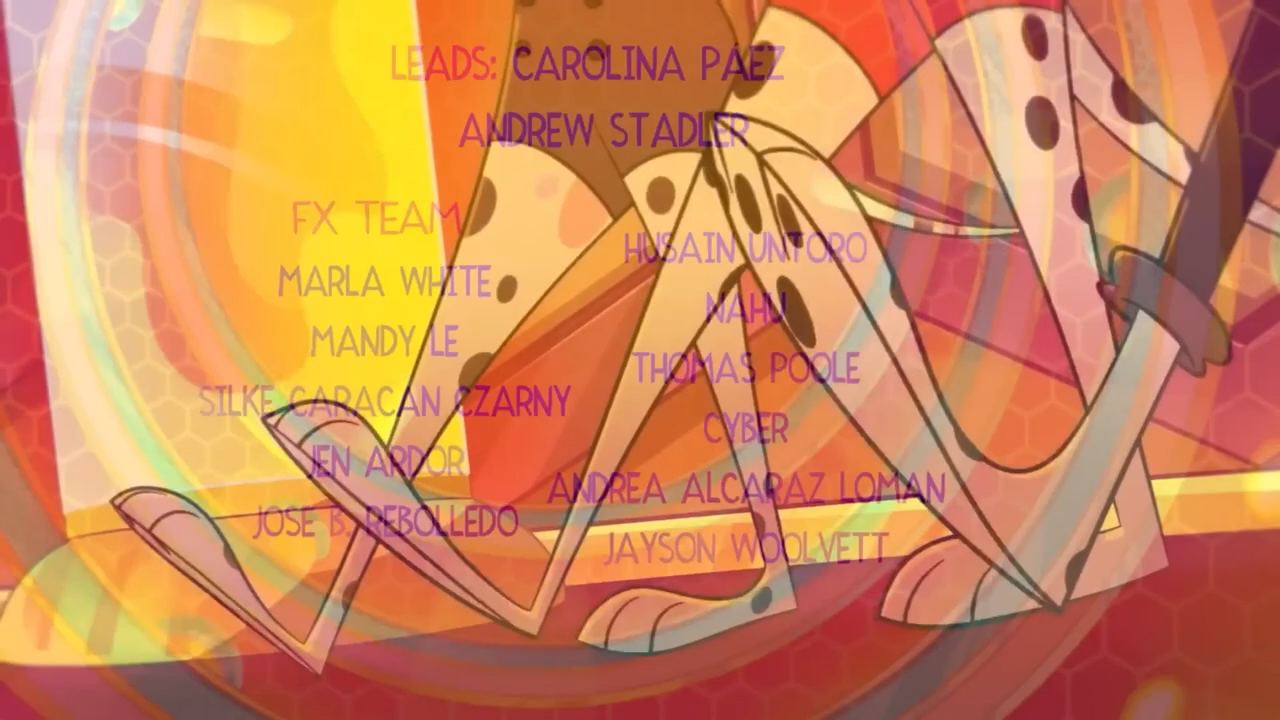 LEADS: CAROLINA PÁEZ
ANDREW STADLER
FX TEAM
MARLA WHITE
MANDY LE
SILKE CARACAN CZARNY
JEN ARDOR
JOSE B. REBOLLEDO
HUSAIN UNTORO
NAHU
THOMAS POOLE
CYBER
ANDREA ALCARAZ LOMAN
JAYSON WOOLVETT